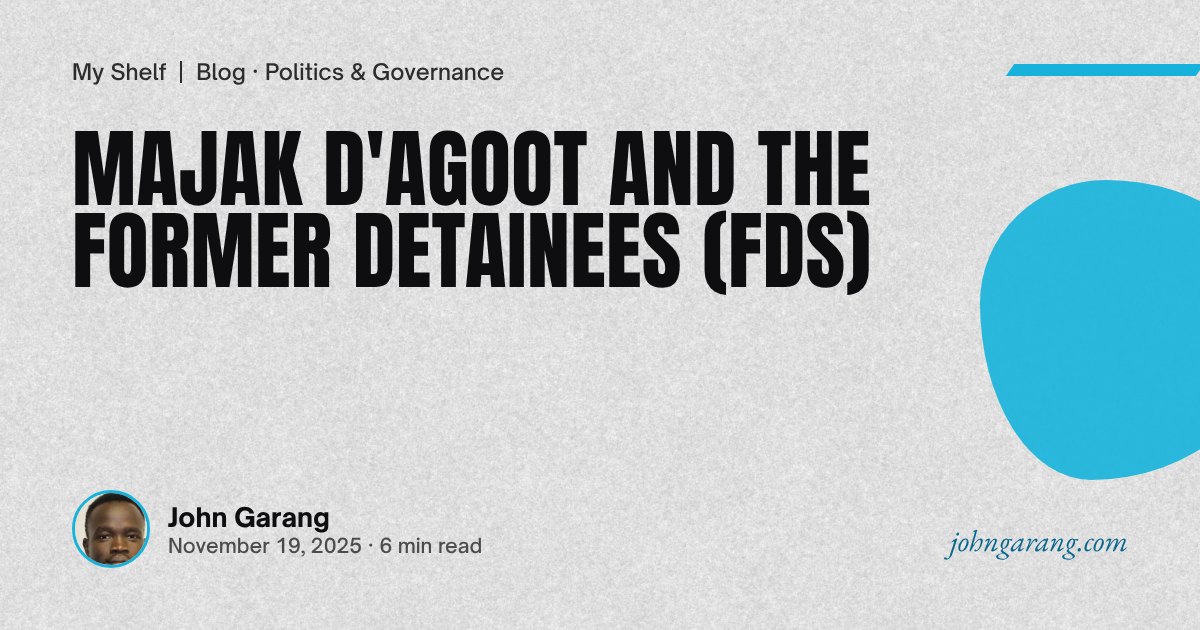 My Shelf | Blog · Politics & Governance
MAJAK D'AGOOT AND THE
FORMER DETAINEES (FDS)
John Garang
November 19, 2025 · 6 min read
johngarang.com